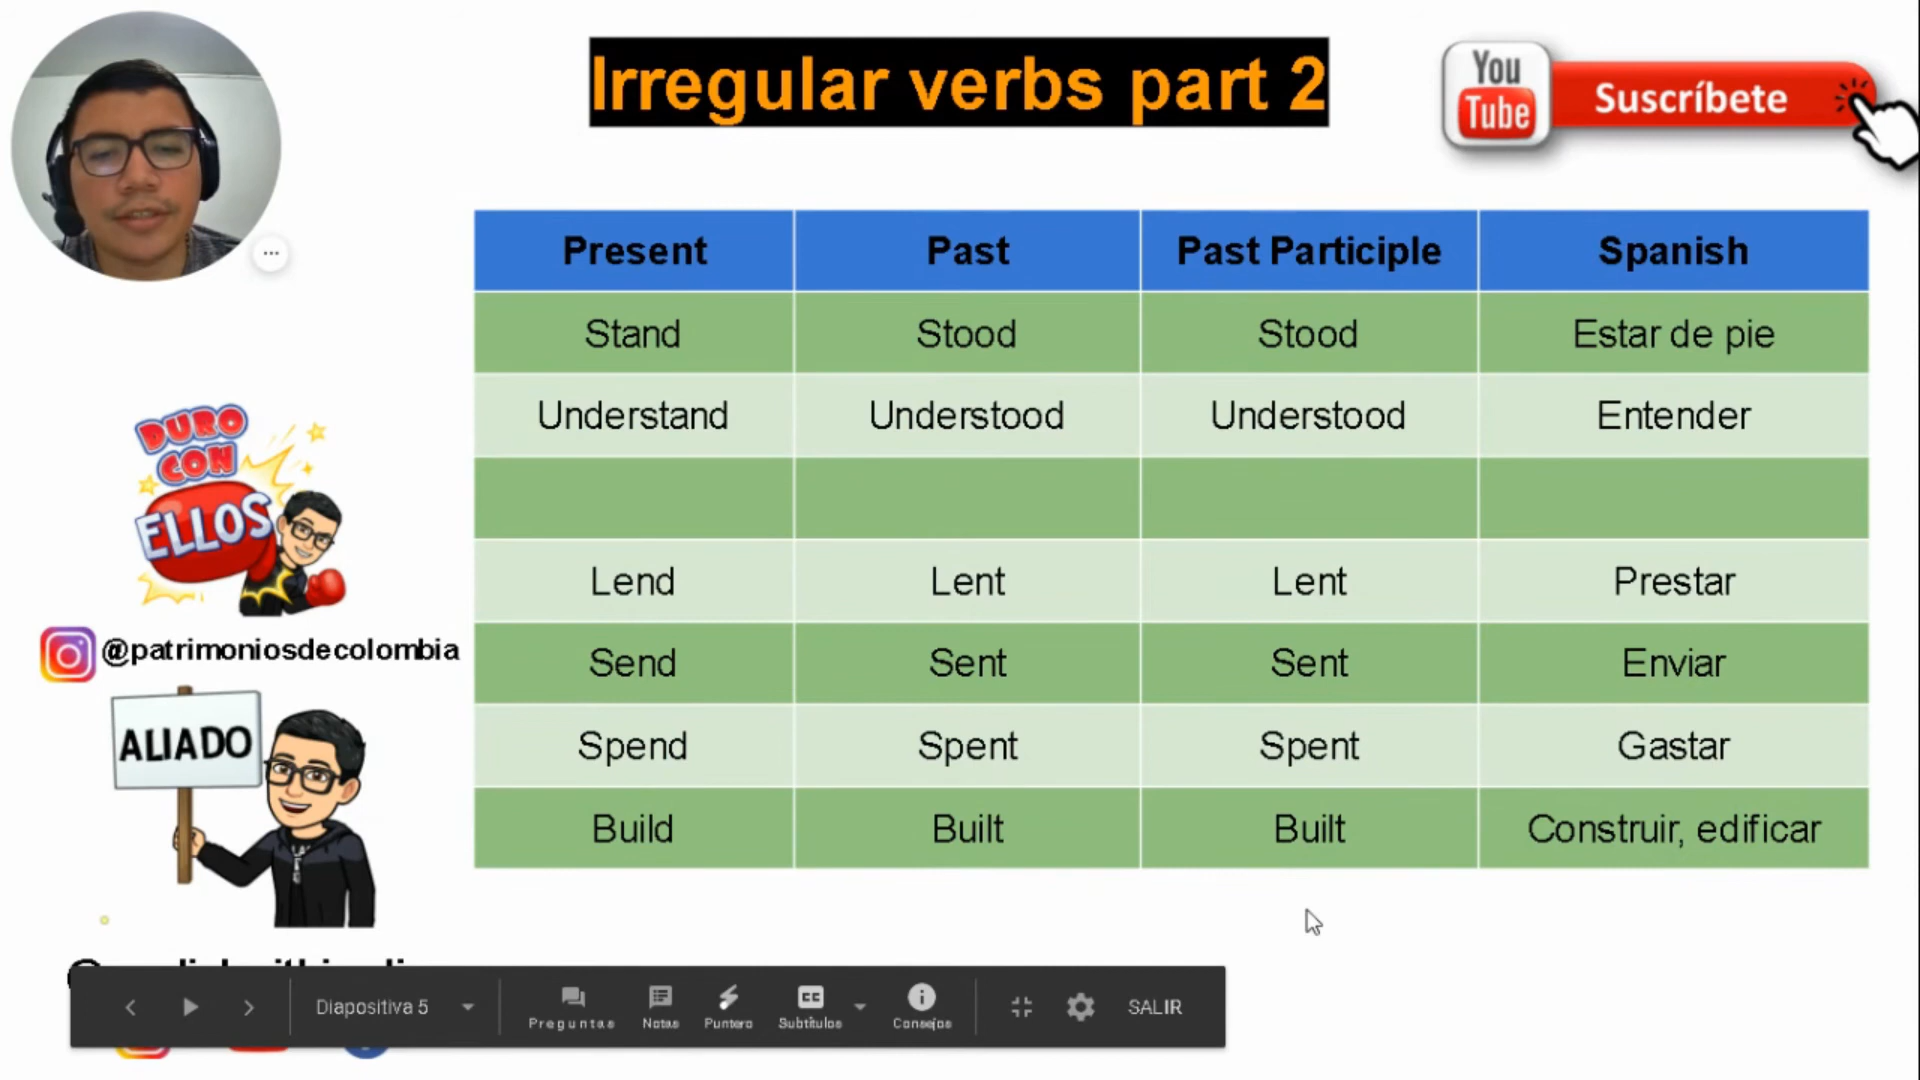 Irregular verbs part 2
You
Tube
Suscríbete
Present Past Past Participle Spanish
Stand Stood Stood Estar de pie
Understand Understood Understood Entender
Lend Lent Lent Prestar
Send Sent Sent Enviar
Spend Spent Spent Gastar
Build Built Built Construir, edificar
DURO
CON
ELLOS
@patrimoniosdecolombia
ALIADO
Diapositiva 5
Preguntas Notas Puntero CC Subtítulos Consejos
SALIR